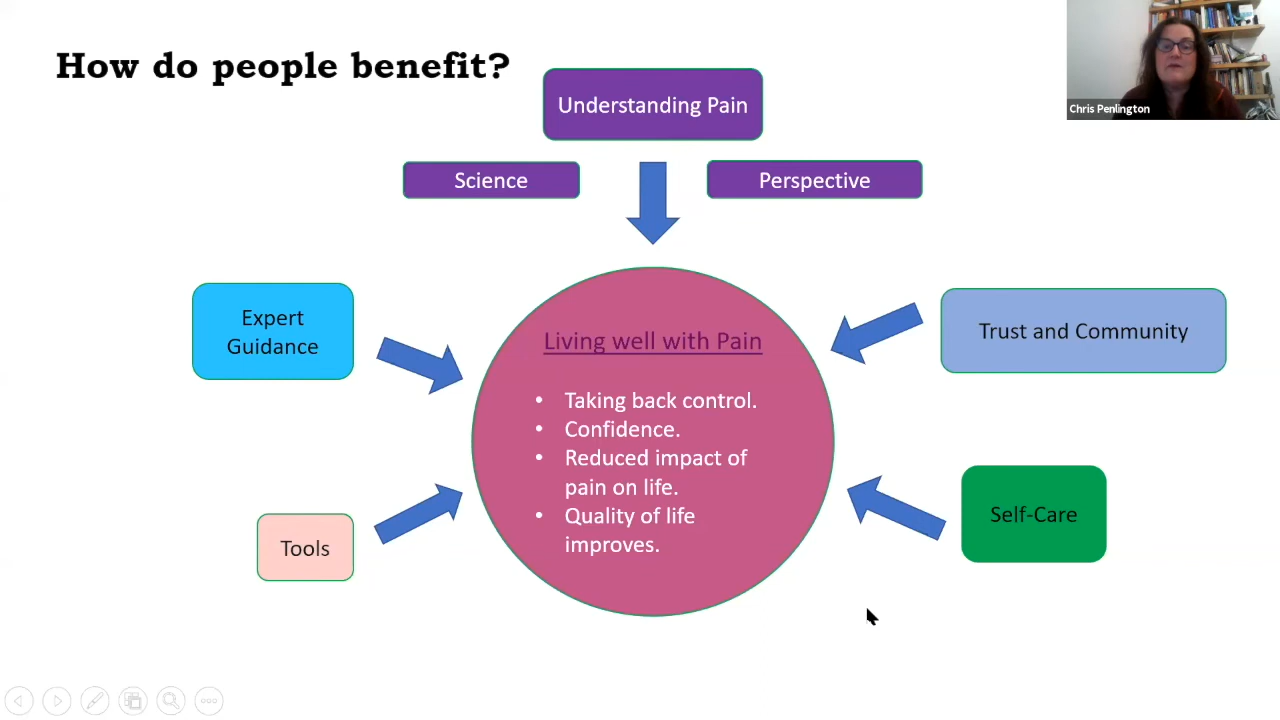 How do people benefit?
Chris Penlington
Understanding Pain
Science
Perspective
Expert
Guidance
Trust and Community
Living well with Pain
• Taking back control.
• Confidence.
• Reduced impact of
pain on life.
• Quality of life
improves.
Tools
Self-Care